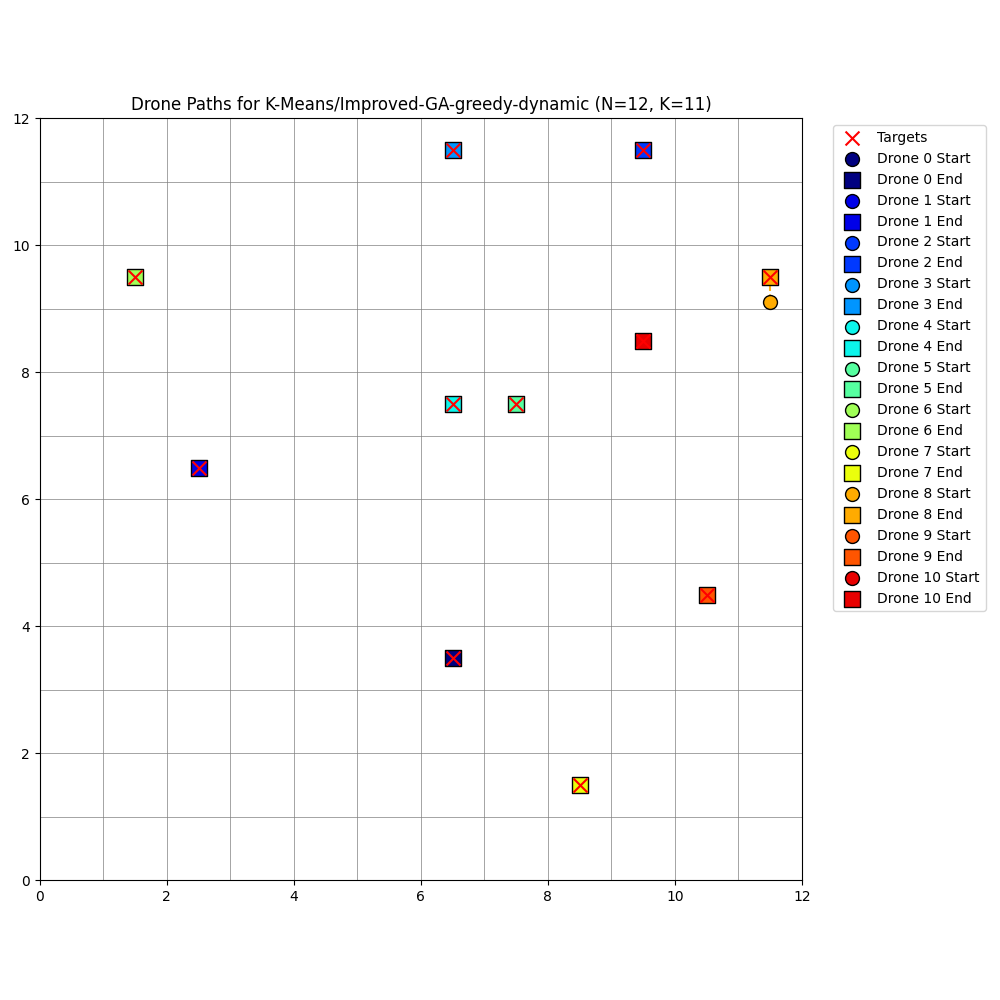 Drone Paths for K-Means/Improved-GA-greedy-dynamic (N=12, K=11)
12
10
8
6
4
2
0
0 2 4 6 8 10 12
Targets
Drone 0 Start
Drone 0 End
Drone 1 Start
Drone 1 End
Drone 2 Start
Drone 2 End
Drone 3 Start
Drone 3 End
Drone 4 Start
Drone 4 End
Drone 5 Start
Drone 5 End
Drone 6 Start
Drone 6 End
Drone 7 Start
Drone 7 End
Drone 8 Start
Drone 8 End
Drone 9 Start
Drone 9 End
Drone 10 Start
Drone 10 End